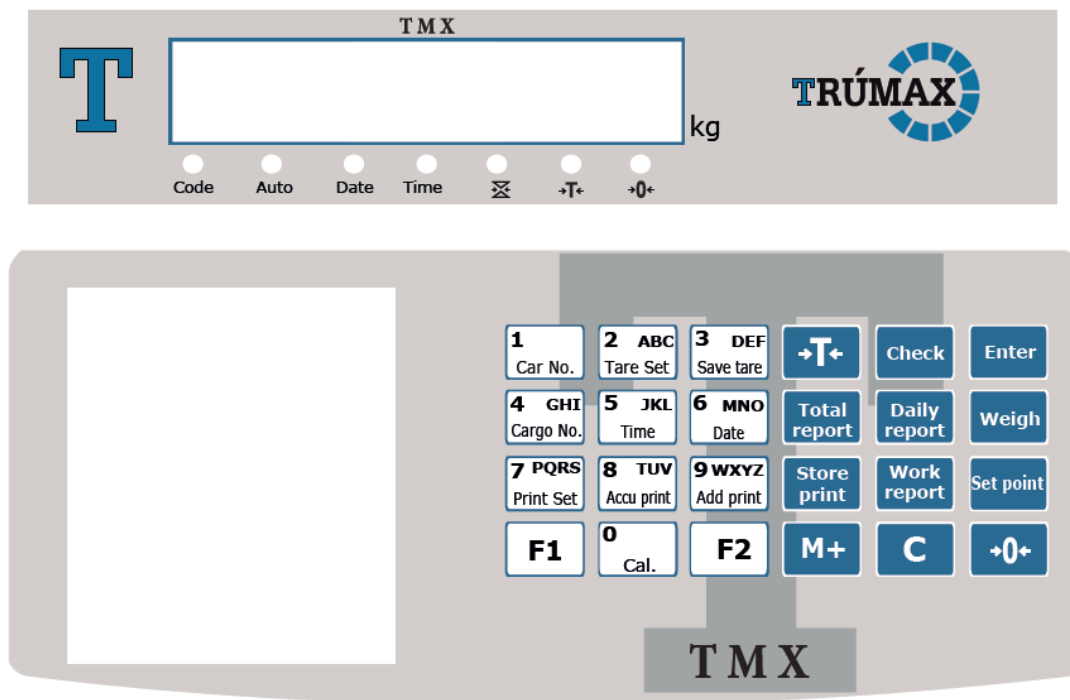 TMX
T
TRÚMAX
kg
Code Auto Date Time →T← →0←
1 2 ABC 3 DEF →T← Check Enter
Car No. Tare Set Save tare
4 GHI 5 JKL 6 MNO Total report Daily report Weigh
Cargo No. Time Date
7 PQRS 8 TUV 9 WXYZ Store print Work report Set point
Print Set Accu print Add print
F1 0 F2 M+ C →0←
Cal.
TMX